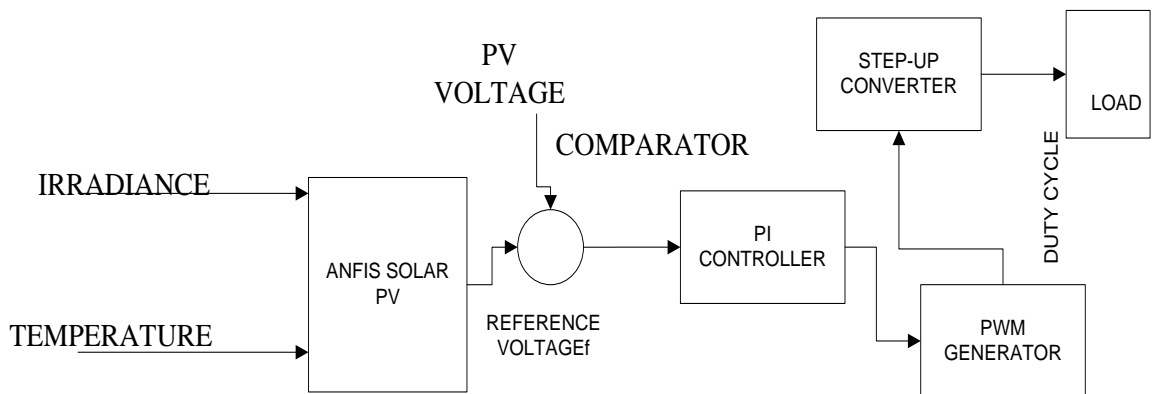 PV
VOLTAGE
COMPARATOR
IRRADIANCE
TEMPERATURE
ANFIS SOLAR
PV
REFERENCE
VOLTAGEf
PI
CONTROLLER
STEP-UP
CONVERTER
LOAD
DUTY CYCLE
PWM
GENERATOR